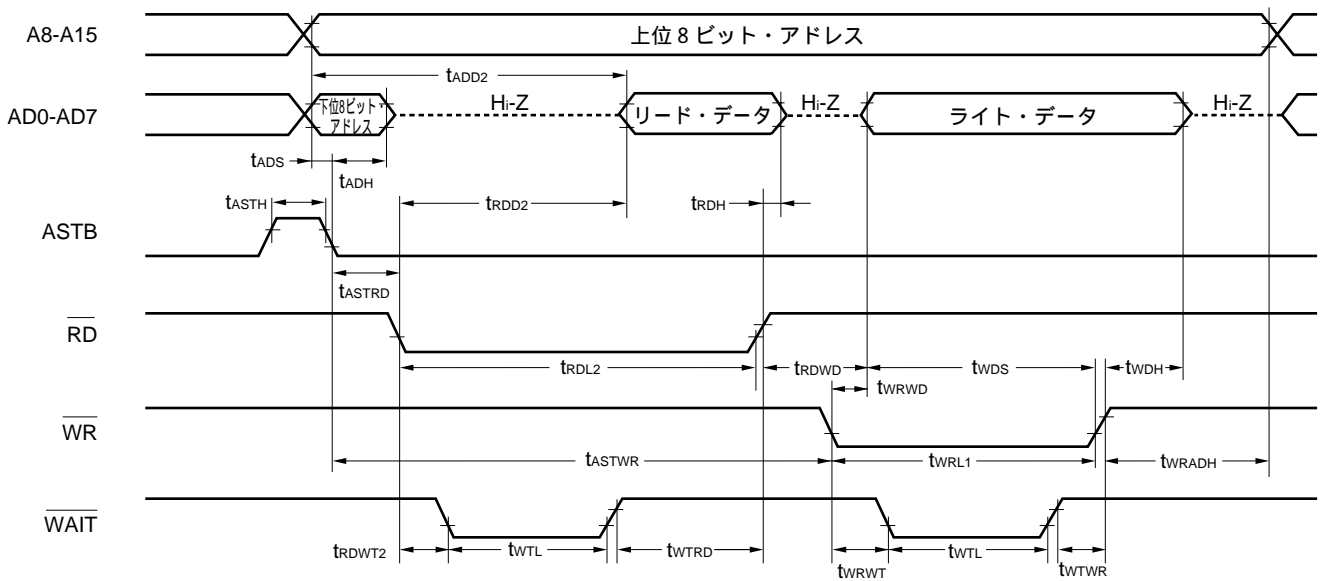 A8-A15
上位8ビット・アドレス
tADD2
AD0-AD7
下位8ビット・
アドレス
Hi-Z
リード・データ
Hi-Z
ライト・データ
Hi-Z
tADS
tADH
tASTH
tRDD2
tRDH
ASTB
tASTRD
RD
tRDL2
tRDWD
tWDS
tWDH
tWRWD
WR
tASTWR
tWRL1
tWRADH
WAIT
tRDWT2
tWTL
tWTRD
tWRWT
tWTL
tWTWR